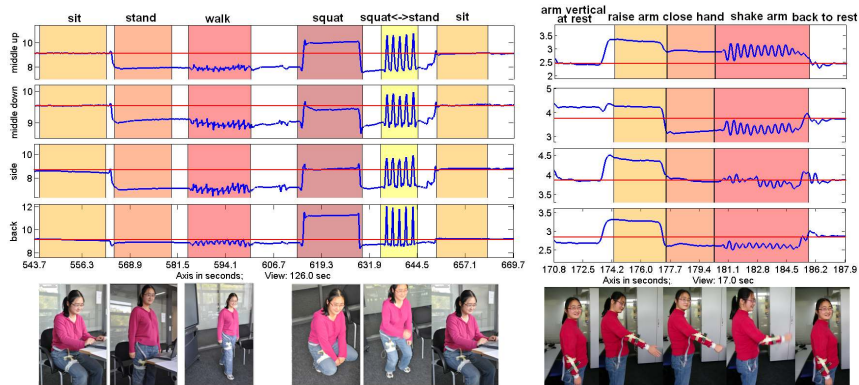 sit stand walk squat squat<->stand sit
middle up
10
8
middle down
10
9
side
10
8
back
12
10
8
543.7 556.3 568.9 581.5 594.1 606.7 619.3 631.9 644.5 657.1 669.7
Axis in seconds; View: 126.0 sec
arm vertical at rest raise arm close hand shake arm back to rest
3.5
3
2.5
2
5
4
3
4.5
4
3.5
3.5
3
2.5
170.8 172.5 174.2 176.0 177.7 179.4 181.1 182.8 184.5 186.2 187.9
Axis in seconds; View: 17.0 sec